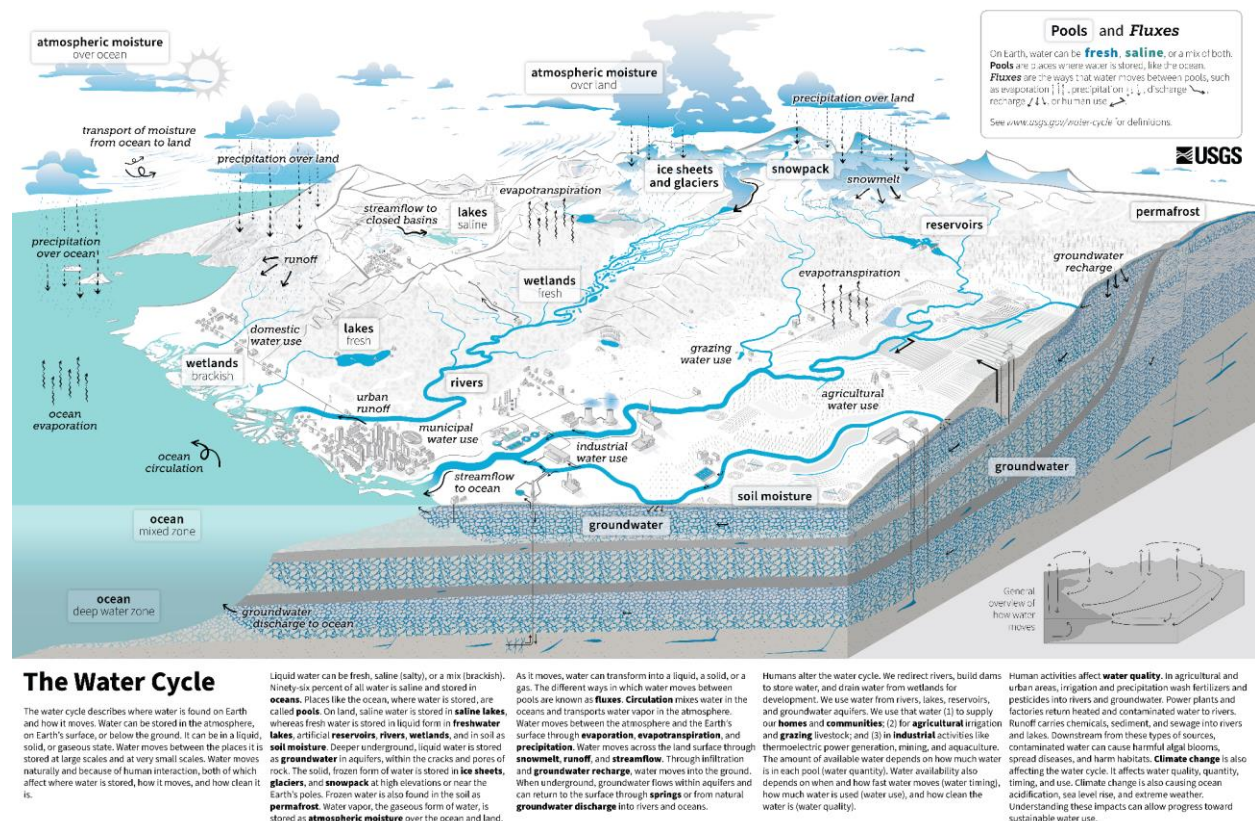 atmospheric moisture
over ocean
transport of moisture
from ocean to land
precipitation over land
atmospheric moisture
over land
precipitation over land
Pools and Fluxes
On Earth, water can be fresh, saline, or a mix of both.
Pools are places where water is stored, like the ocean.
Fluxes are the ways that water moves between pools, such
as evaporation, precipitation, discharge,
recharge, or human use.
See www.usgs.gov/water-cycle for definitions.
USGS
ice sheets
and glaciers
snowpack
snowmelt
evapotranspiration
streamflow to
closed basins
lakes
saline
reservoirs
permafrost
precipitation
over ocean
runoff
groundwater
recharge
evapotranspiration
wetlands
fresh
domestic
water use
lakes
fresh
wetlands
brackish
grazing
water use
rivers
ocean
evaporation
urban
runoff
municipal
water use
agricultural
water use
ocean
circulation
industrial
water use
streamflow
to ocean
groundwater
soil moisture
ocean
mixed zone
groundwater
ocean
deep water zone
groundwater
discharge to ocean
General
overview of
how water
moves
The Water Cycle
The water cycle describes where water is found on Earth
and how it moves. Water can be stored in the atmosphere,
on Earth's surface, or below the ground. It can be in a liquid,
solid, or gaseous state. Water moves between the places it is
stored at large scales and at very small scales. Water moves
naturally and because of human interaction, both of which
affect where water is stored, how it moves, and how clean it
is.
Liquid water can be fresh, saline (salty), or a mix (brackish).
Ninety-six percent of all water is saline and stored in
oceans. Places like the ocean, where water is stored, are
called pools. On land, saline water is stored in saline lakes,
whereas fresh water is stored in liquid form in freshwater
lakes, artificial reservoirs, rivers, wetlands, and in soil as
soil moisture. Deeper underground, liquid water is stored
as groundwater in aquifers, within the cracks and pores of
rock. The solid, frozen form of water is stored in ice sheets,
glaciers, and snowpack at high elevations or near the
Earth's poles. Frozen water is also found in the soil as
permafrost. Water vapor, the gaseous form of water, is
stored as atmospheric moisture over the ocean and land.
As it moves, water can transform into a liquid, a solid, or a
gas. The different ways in which water moves between
pools are known as fluxes. Circulation mixes water in the
oceans and transports water vapor in the atmosphere.
Water moves between the atmosphere and the Earth's
surface through evaporation, evapotranspiration, and
precipitation. Water moves across the land surface through
snowmelt, runoff, and streamflow. Through infiltration
and groundwater recharge, water moves into the ground.
When underground, groundwater flows within aquifers and
can return to the surface through springs or from natural
groundwater discharge into rivers and oceans.
Humans alter the water cycle. We redirect rivers, build dams
to store water, and drain water from wetlands for
development. We use water from rivers, lakes, reservoirs,
and groundwater aquifers. We use that water (1) to supply
our homes and communities; (2) for agricultural irrigation
and grazing livestock; and (3) in industrial activities like
thermoelectric power generation, mining, and aquaculture.
The amount of available water depends on how much water
is in each pool (water quantity). Water availability also
depends on when and how fast water moves (water timing),
how much water is used (water use), and how clean the
water is (water quality).
Human activities affect water quality. In agricultural and
urban areas, irrigation and precipitation wash fertilizers and
pesticides into rivers and groundwater. Power plants and
factories return heated and contaminated water to rivers.
Runoff carries chemicals, sediment, and sewage into rivers
and lakes. Downstream from these types of sources,
contaminated water can cause harmful algal blooms,
spread diseases, and harm habitats. Climate change is also
affecting the water cycle. It affects water quality, quantity,
timing, and use. Climate change is also causing ocean
acidification, sea level rise, and extreme weather.
Understanding these impacts can allow progress toward
sustainable water use.